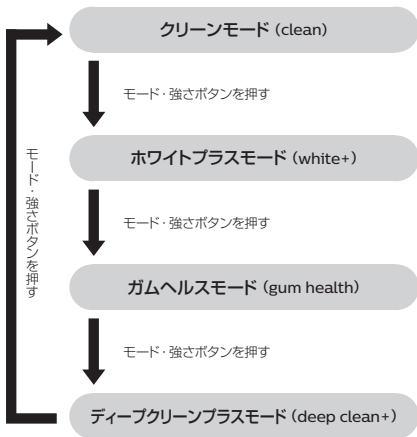 クリーンモード (clean)
モード・強さボタンを押す
ホワイトプラスモード (white+)
モード・強さボタンを押す
ガムヘルスモード (gum health)
モード・強さボタンを押す
ディープクリーンプラスモード (deep clean+)
モード・強さボタンを押す